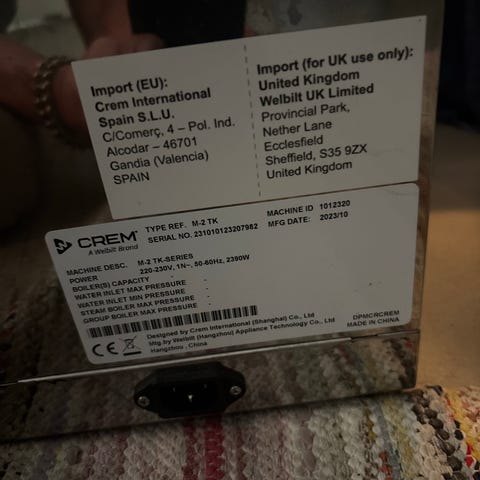 Import (EU):
Crem International
Spain S.L.U.
C/Comerç, 4 – Pol. Ind.
Alcodar – 46701
Gandia (Valencia)
SPAIN
Import (for UK use only):
United Kingdom
Welbilt UK Limited
Provincial Park,
Nether Lane
Ecclesfield
Sheffield, S35 9ZX
United Kingdom
CREM
A Welbilt Brand
TYPE REF. M-2 TK
SERIAL NO. 231010123207982
MACHINE ID 1012320
MFG DATE: 2023/10
MACHINE DESC. M-2 TK-SERIES
POWER 220-230V, 1N~, 50-60Hz, 2390W
BOILER(S) CAPACITY -
WATER INLET MAX PRESSURE -
WATER INLET MIN PRESSURE -
STEAM BOILER MAX PRESSURE -
GROUP BOILER MAX PRESSURE -
CE
Designed by Crem International (Shanghai) Co., Ltd
Mfg.by Welbilt (Hangzhou) Appliance Technology Co., Ltd
Hangzhou , China
DPMCRCREM
MADE IN CHINA